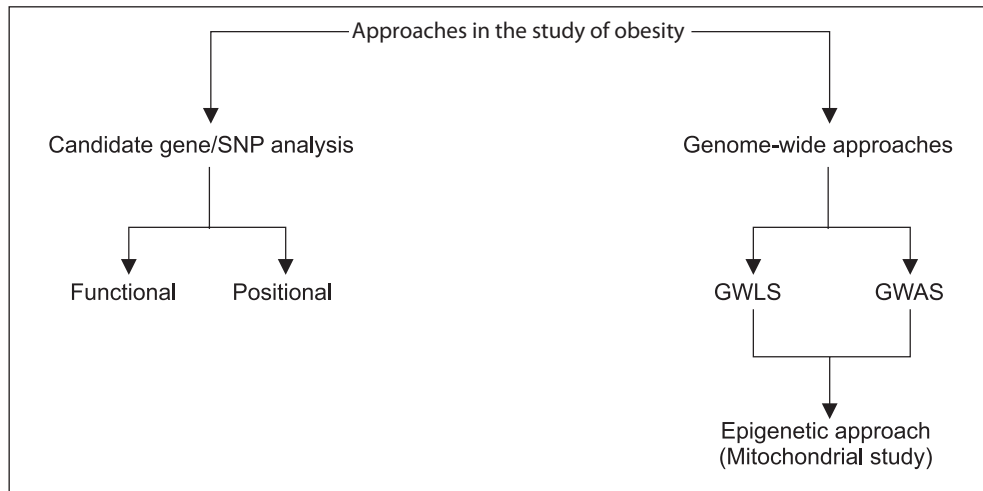 Approaches in the study of obesity
Candidate gene/SNP analysis
Genome-wide approaches
Functional
Positional
GWLS
GWAS
Epigenetic approach
(Mitochondrial study)